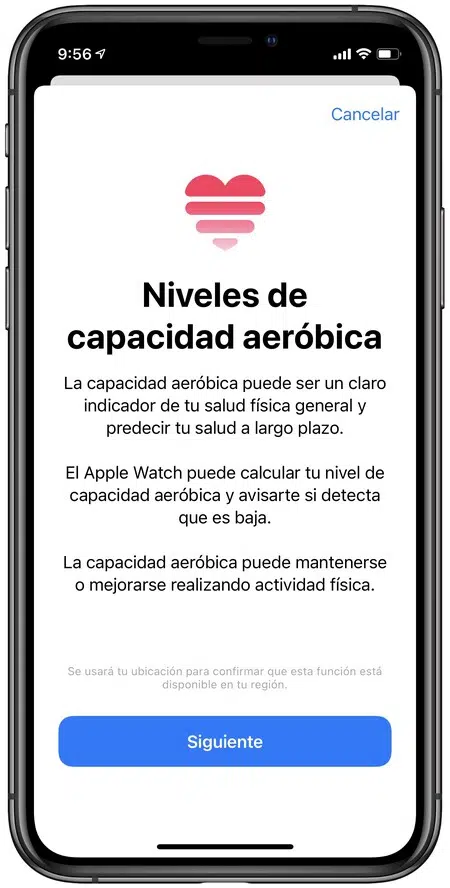 9:56
Cancelar
Niveles de
capacidad aeróbica
La capacidad aeróbica puede ser un claro
indicador de tu salud física general y
predecir tu salud a largo plazo.
El Apple Watch puede calcular tu nivel de
capacidad aeróbica y avisarte si detecta
que es baja.
La capacidad aeróbica puede mantenerse
o mejorarse realizando actividad física.
Se usará tu ubicación para confirmar que esta función está
disponible en tu región.
Siguiente